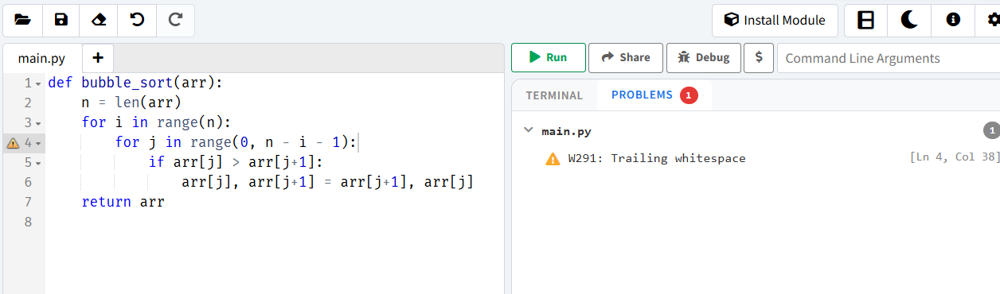 Install Module
main.py +
Run Share Debug $ Command Line Arguments
1 def bubble_sort(arr):
2     n = len(arr)
3     for i in range(n):
4         for j in range(0, n - i - 1):
5             if arr[j] > arr[j+1]:
6                 arr[j], arr[j+1] = arr[j+1], arr[j]
7     return arr
8
TERMINAL PROBLEMS 1
main.py 1
W291: Trailing whitespace [Ln 4, Col 38]